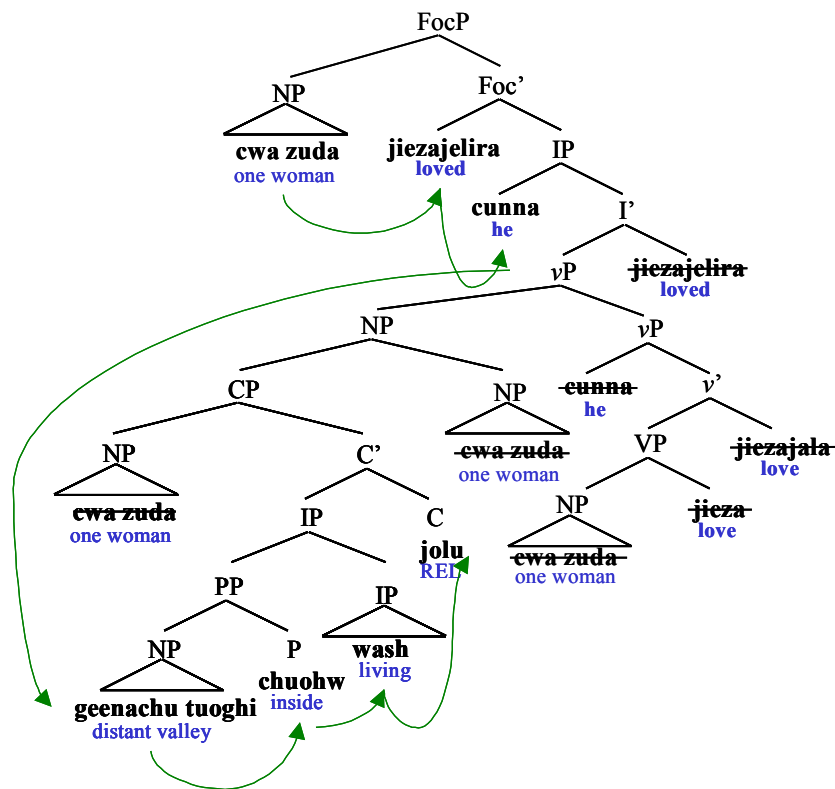 FocP
NP Foc’
cwa zuda jiezajelira IP
one woman loved
cunna I’
he
vP jiezajelira
loved
NP vP
CP NP cunna v’
he
cwa zuda
one woman
NP C’ VP jiezajala
love
cwa zuda
one woman
IP C NP jieza
love
jolu
REL
cwa zuda
one woman
PP IP
wash
living
NP P
chuohw
inside
geenachu tuoghi
distant valley